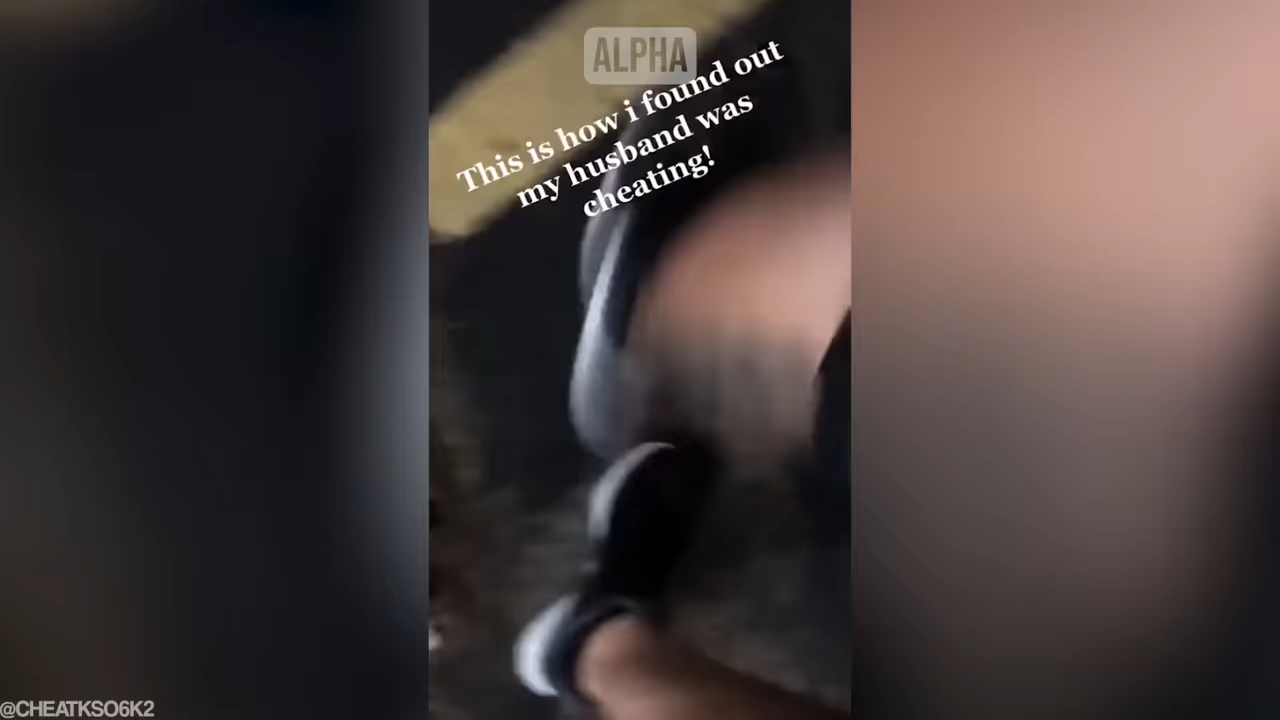 ALPHA
This is how i found out
my husband was
cheating!
@CHEATKSO6K2